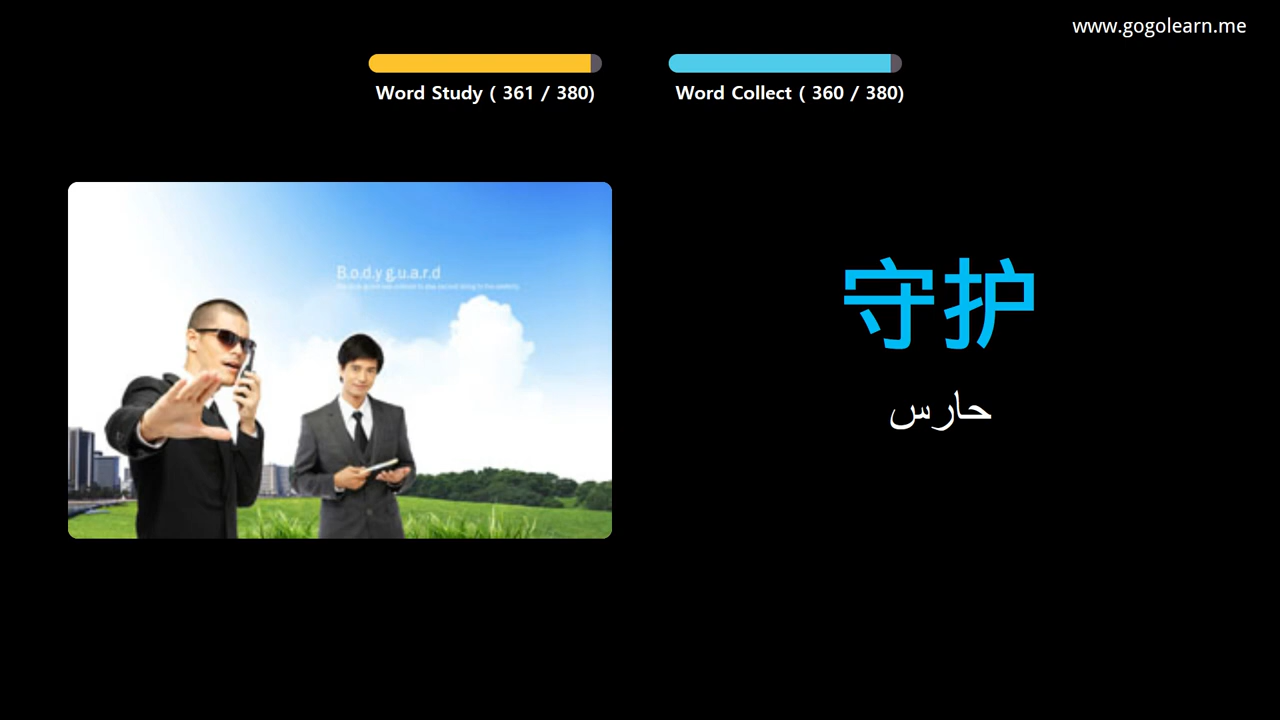 www.gogolearn.me
Word Study ( 361 / 380)
Word Collect ( 360 / 380)
B.o.d.y g.u.a.r.d
守护
حارس